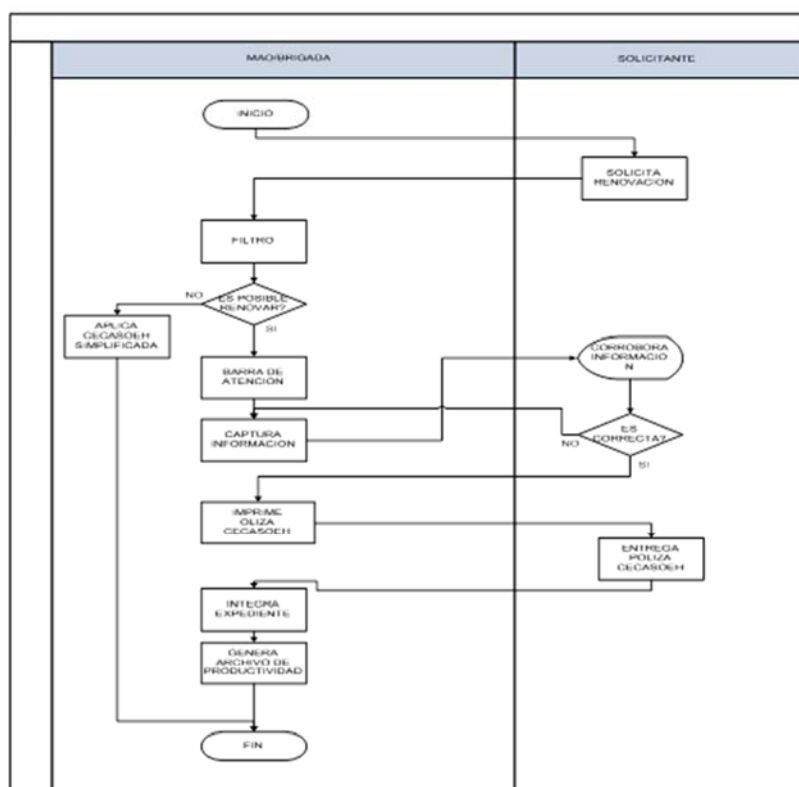 MAO/BRIGADA
SOLICITANTE
INICIO
SOLICITA
RENOVACION
FILTRO
ES POSIBLE
RENOVAR?
NO
SI
APLICA
CECASOEH
SIMPLIFICADA
BARRA DE
ATENCIÓN
CORROBORA
INFORMACIO
N
CAPTURA
INFORMACION
ES
CORRECTA?
NO
SI
IMPRIME
OLIZA
CECASOEH
ENTREGA
POLIZA
CECASOEH
INTEGRA
EXPEDIENTE
GENERA
ARCHIVO DE
PRODUCTIVIDAD
FIN